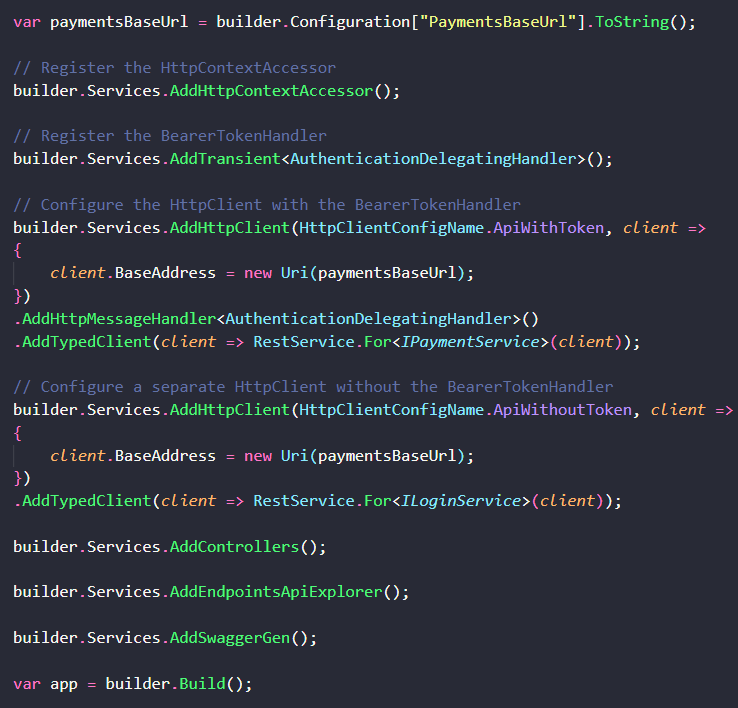 var paymentsBaseUrl = builder.Configuration["PaymentsBaseUrl"].ToString();
// Register the HttpContextAccessor
builder.Services.AddHttpContextAccessor();
// Register the BearerTokenHandler
builder.Services.AddTransient<AuthenticationDelegatingHandler>();
// Configure the HttpClient with the BearerTokenHandler
builder.Services.AddHttpClient(HttpClientConfigName.ApiWithToken, client =>
{
    client.BaseAddress = new Uri(paymentsBaseUrl);
})
.AddHttpMessageHandler<AuthenticationDelegatingHandler>()
.AddTypedClient(client => RestService.For<IPaymentService>(client));
// Configure a separate HttpClient without the BearerTokenHandler
builder.Services.AddHttpClient(HttpClientConfigName.ApiWithoutToken, client =>
{
    client.BaseAddress = new Uri(paymentsBaseUrl);
})
.AddTypedClient(client => RestService.For<ILoginService>(client));
builder.Services.AddControllers();
builder.Services.AddEndpointsApiExplorer();
builder.Services.AddSwaggerGen();
var app = builder.Build();